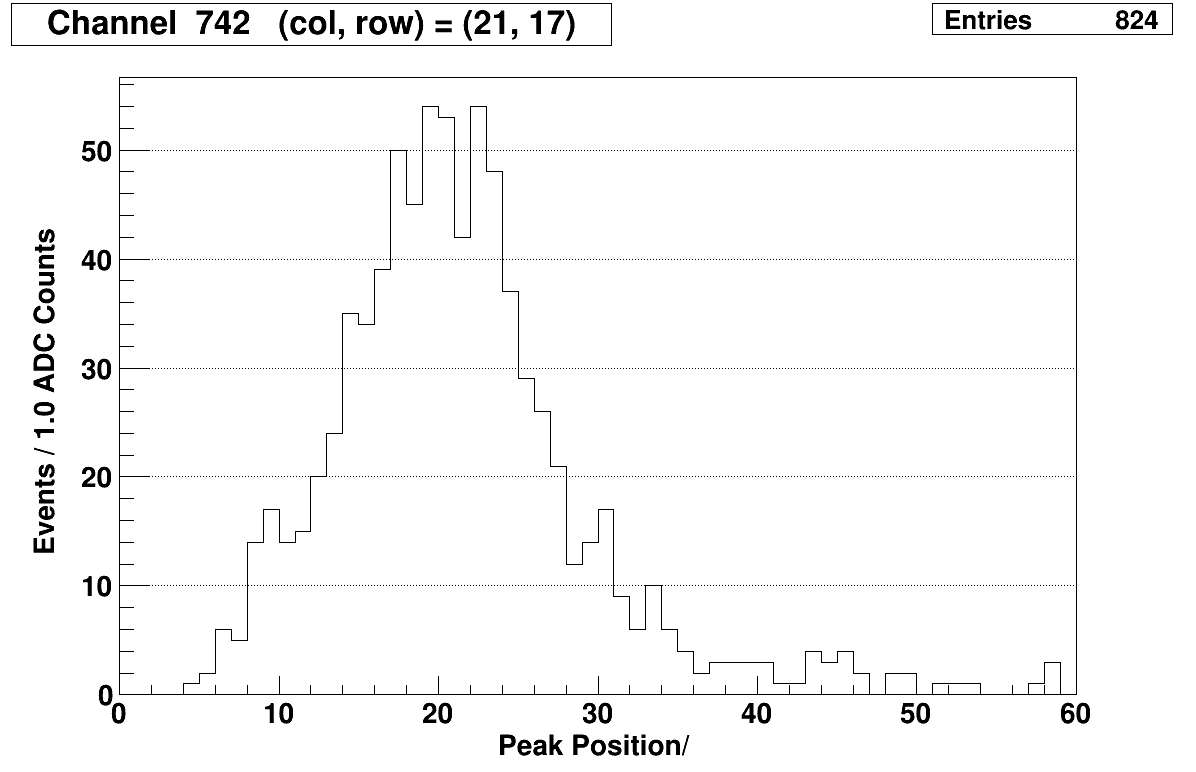 Channel 742 (col, row) = (21, 17)
Entries 824
Events / 1.0 ADC Counts
50
40
30
20
10
0
0 10 20 30 40 50 60
Peak Position/